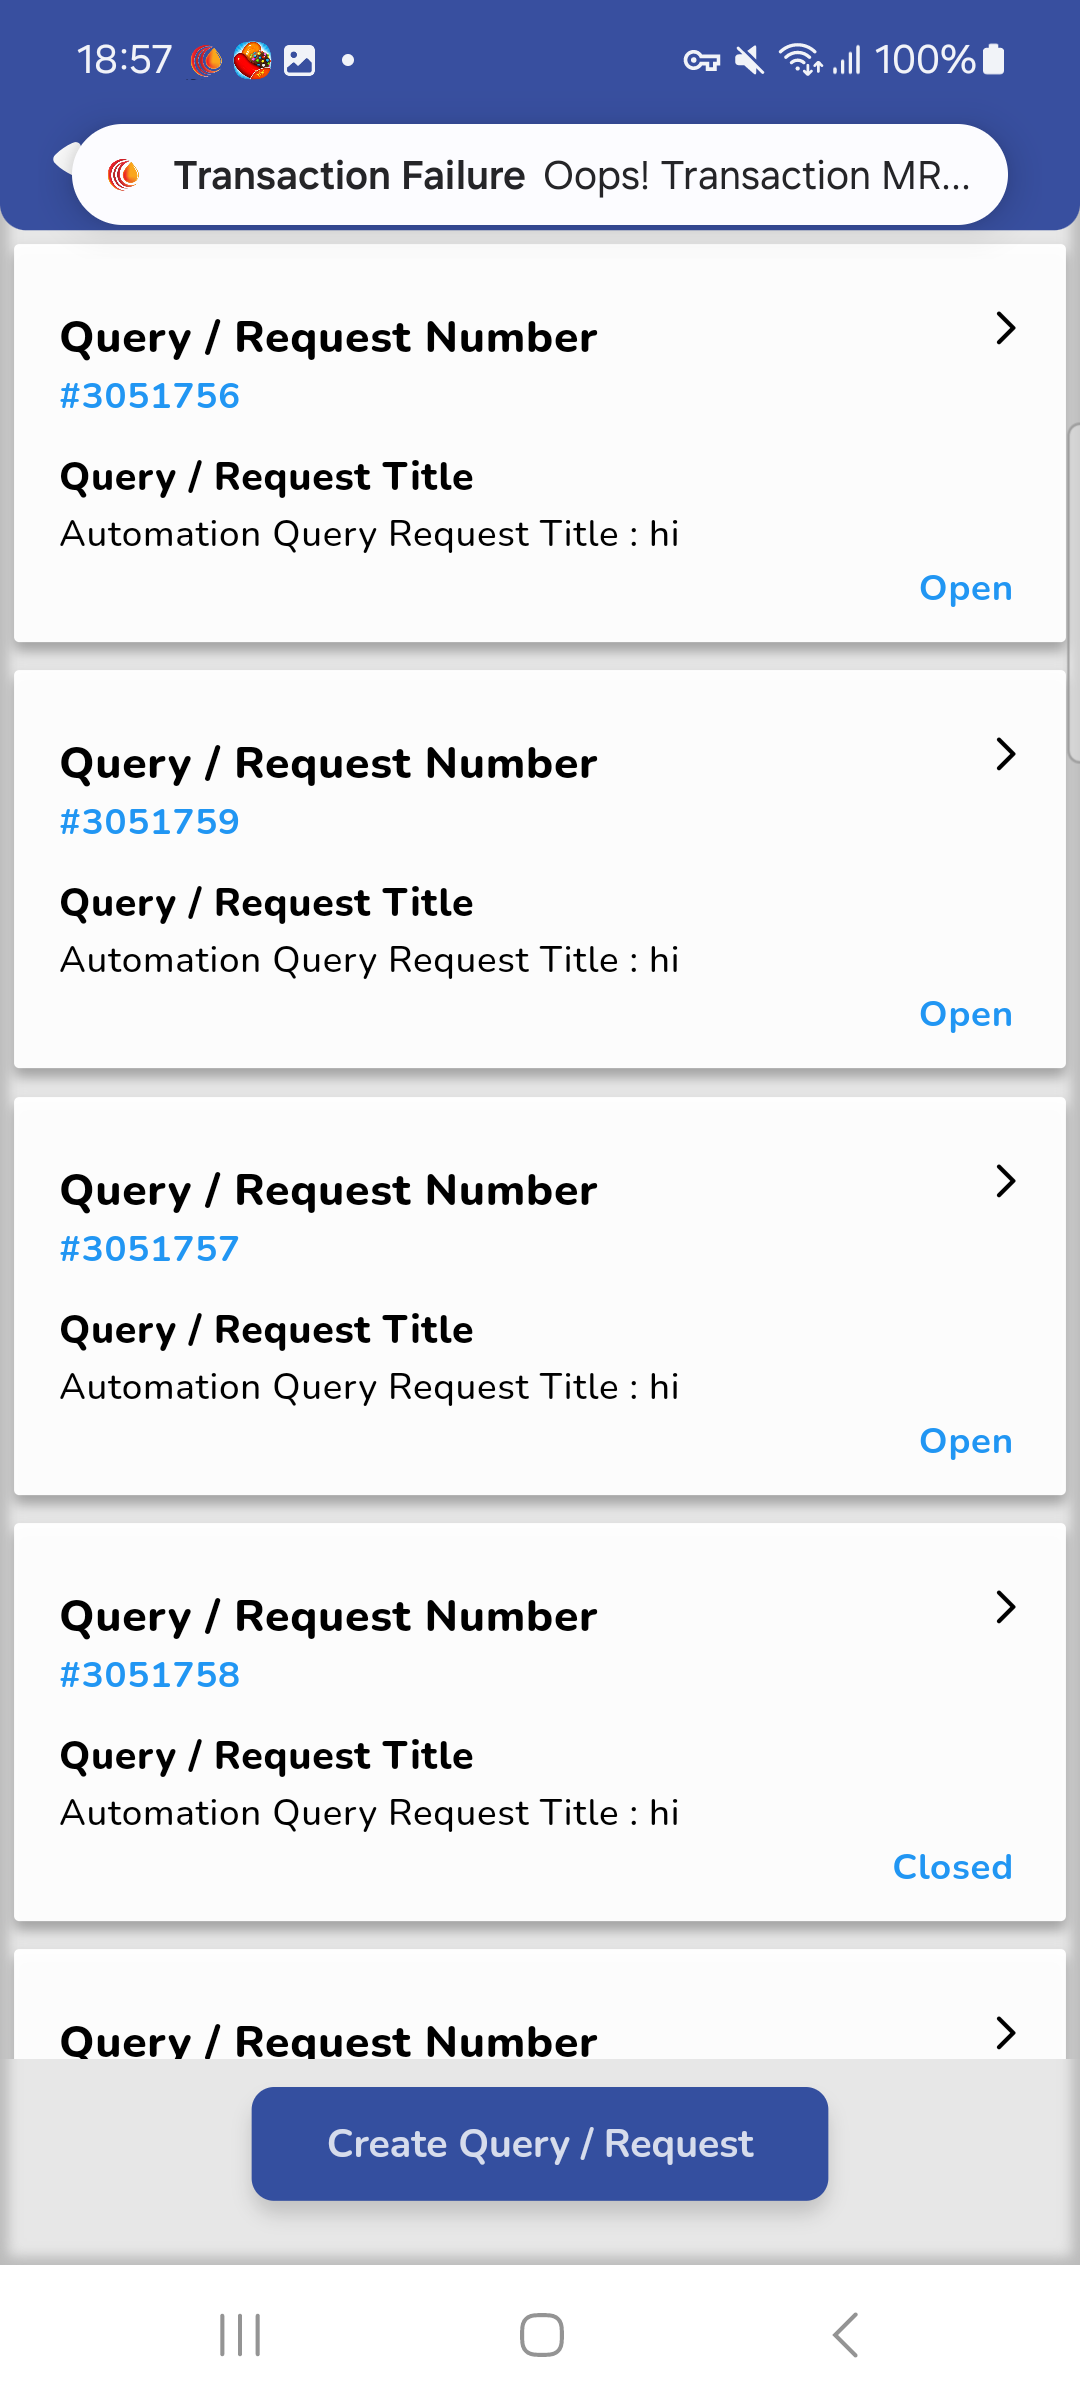 18:57
100%
Transaction Failure Oops! Transaction MR...
Query / Request Number
#3051756
Query / Request Title
Automation Query Request Title : hi
Open
Query / Request Number
#3051759
Query / Request Title
Automation Query Request Title : hi
Open
Query / Request Number
#3051757
Query / Request Title
Automation Query Request Title : hi
Open
Query / Request Number
#3051758
Query / Request Title
Automation Query Request Title : hi
Closed
Query / Request Number
Create Query / Request